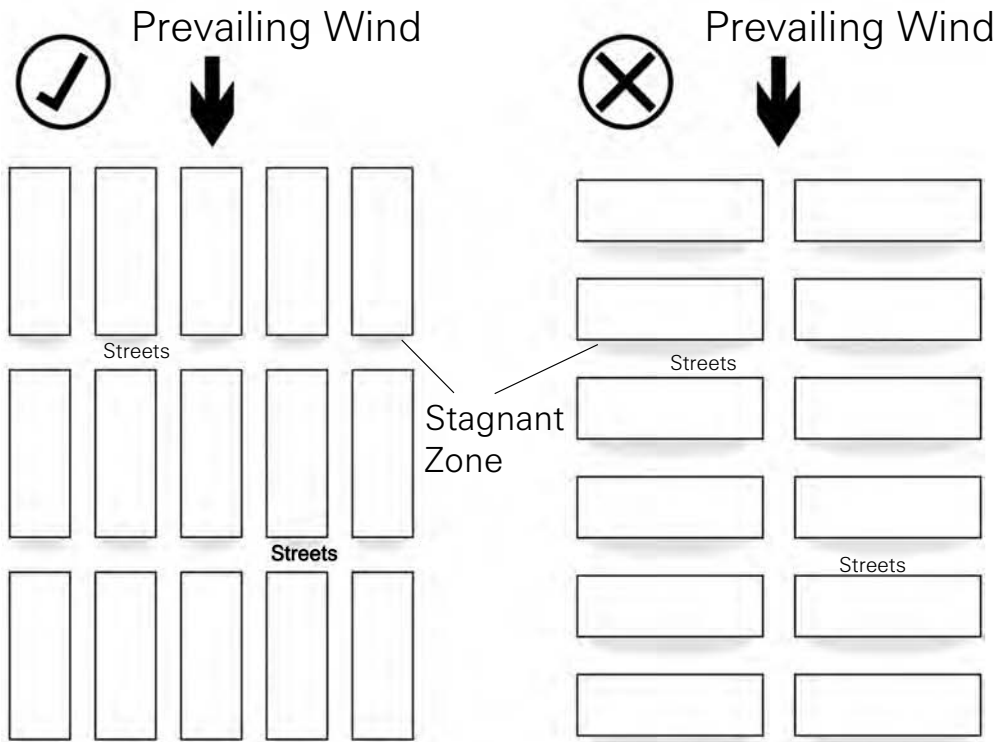 Prevailing Wind
Prevailing Wind
Streets
Streets
Stagnant
Zone
Streets
Streets